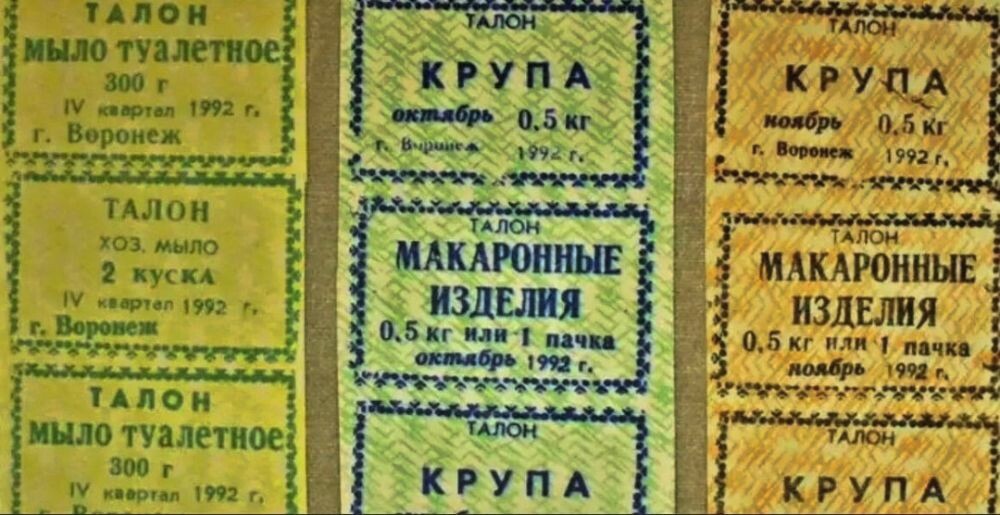 ТАЛОН
МЫЛО ТУАЛЕТНОЕ
300 г
IV квартал 1992 г.
г. Воронеж
ТАЛОН
ХОЗ. МЫЛО
2 КУСКА
IV квартал 1992 г.
г. Воронеж
ТАЛОН
МЫЛО ТУАЛЕТНОЕ
300 г
IV квартал 1992 г.
ТАЛОН
КРУПА
октябрь 0.5 кг
г. Воронеж 1992 г.
ТАЛОН
МАКАРОННЫЕ
ИЗДЕЛИЯ
0.5 кг или 1 пачка
октябрь 1992 г.
ТАЛОН
КРУПА
ТАЛОН
КРУПА
ноябрь 0.5 кг
г. Воронеж 1992 г.
ТАЛОН
МАКАРОННЫЕ
ИЗДЕЛИЯ
0.5 кг или 1 пачка
ноябрь 1992 г.
ТАЛОН
КРУПА